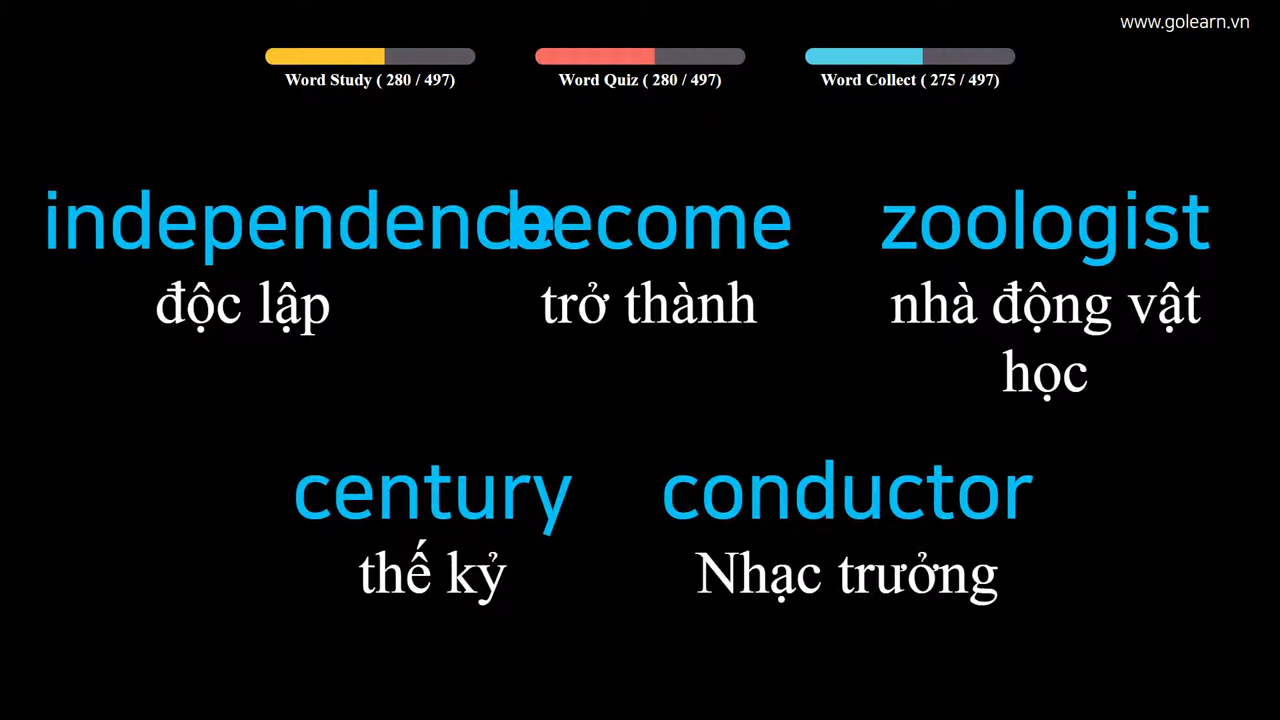 www.golearn.vn
Word Study ( 280 / 497) Word Quiz ( 280 / 497) Word Collect ( 275 / 497)
independence become zoologist
độc lập trở thành nhà động vật
học
century conductor
thế kỷ Nhạc trưởng